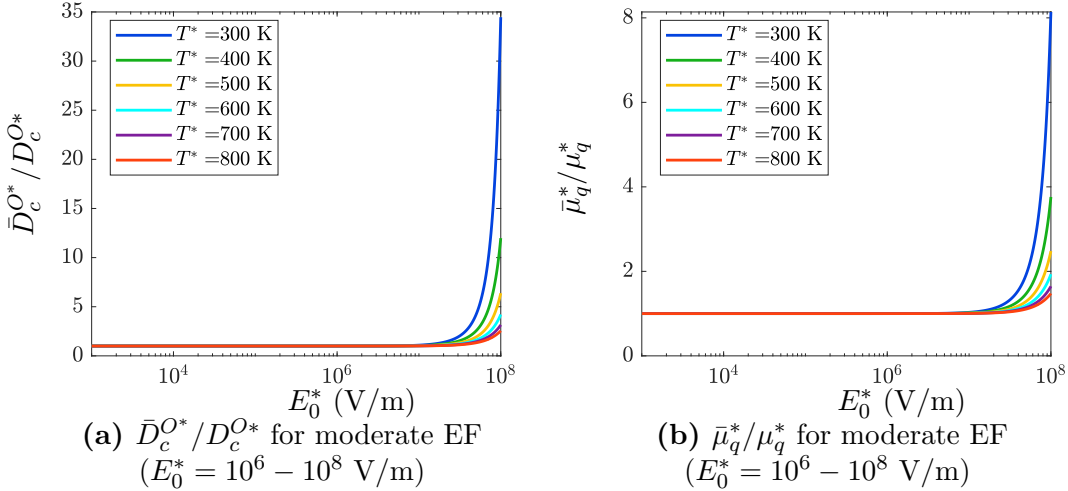 35
30
25
20
15
10
5
0
D̄_c^{O*}/D_c^{O*}
T* =300 K
T* =400 K
T* =500 K
T* =600 K
T* =700 K
T* =800 K
10^4
10^6
10^8
E_0^* (V/m)
(a) D̄_c^{O*}/D_c^{O*} for moderate EF
(E_0^* = 10^6 − 10^8 V/m)
8
6
4
2
0
μ̄_q^*/μ_q^*
T* =300 K
T* =400 K
T* =500 K
T* =600 K
T* =700 K
T* =800 K
10^4
10^6
10^8
E_0^* (V/m)
(b) μ̄_q^*/μ_q^* for moderate EF
(E_0^* = 10^6 − 10^8 V/m)